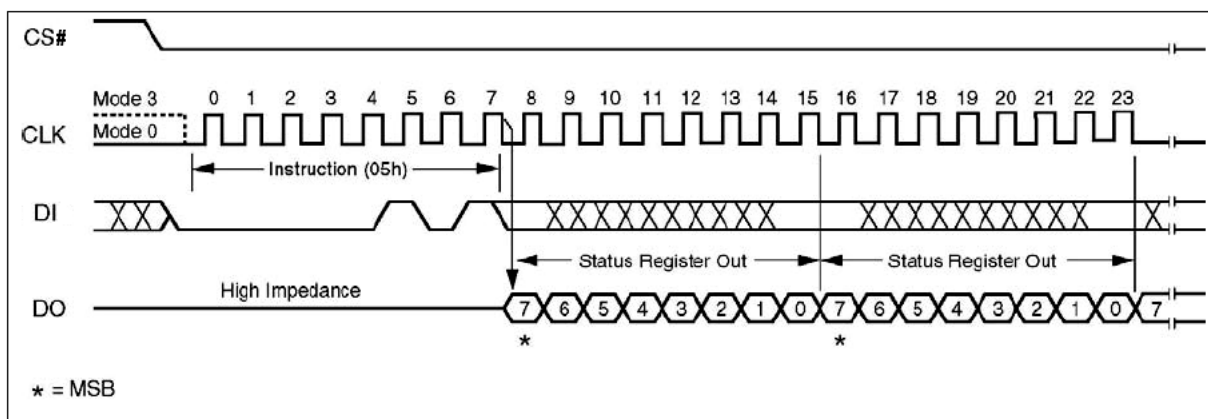 CS#
Mode 3 0 1 2 3 4 5 6 7 8 9 10 11 12 13 14 15 16 17 18 19 20 21 22 23
CLK Mode 0
Instruction (05h)
DI
Status Register Out Status Register Out
High Impedance
DO 7 6 5 4 3 2 1 0 7 6 5 4 3 2 1 0 7
* *
* = MSB